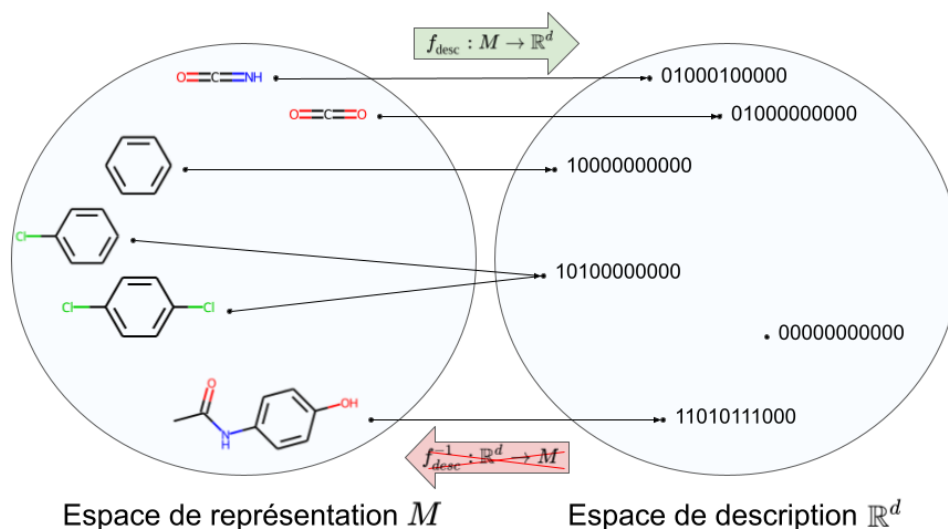 f_desc : M → ℝ^d
O=C=NH 01000100000
O=C=O 01000000000
10000000000
Cl
10100000000
Cl Cl
00000000000
O
OH 11010111000
N
H
f_desc^-1 : ℝ^d → M
Espace de représentation M Espace de description ℝ^d